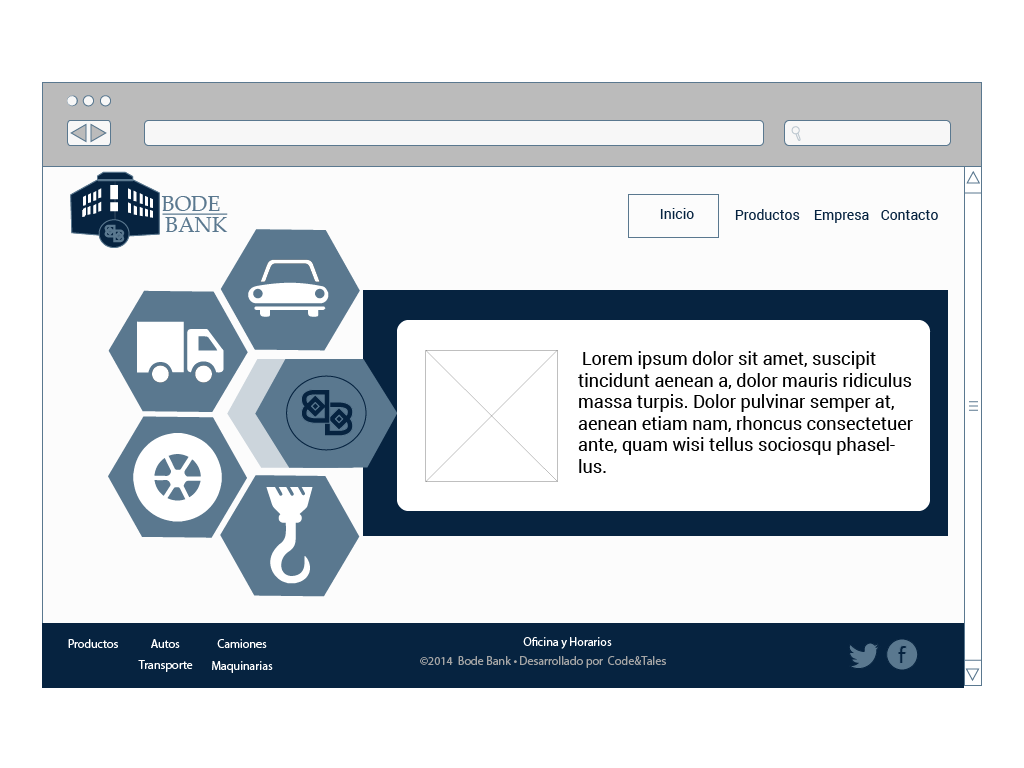 BODE
BANK
Inicio
Productos
Empresa
Contacto
Lorem ipsum dolor sit amet, suscipit
tincidunt aenean a, dolor mauris ridiculus
massa turpis. Dolor pulvinar semper at,
aenean etiam nam, rhoncus consectetuer
ante, quam wisi tellus sociosqu phasel-
lus.
Productos
Autos
Camiones
Transporte
Maquinarias
Oficina y Horarios
©2014 Bode Bank • Desarrollado por Code&Tales